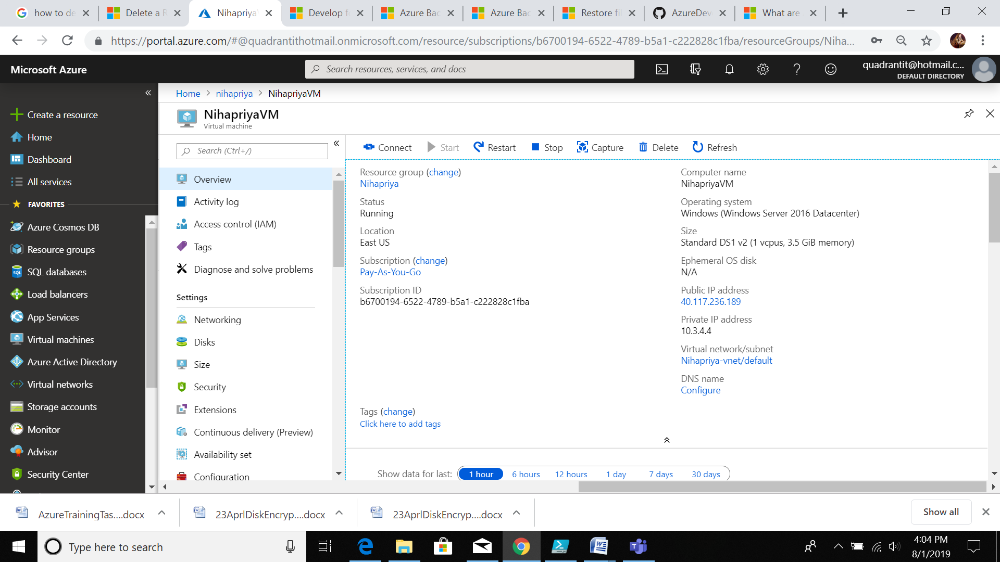 how to de
Delete a R
Nihapriya
Develop fo
Azure Bac
Azure Bac
Restore fil
AzureDev
What are
https://portal.azure.com/#@quadrantithotmail.onmicrosoft.com/resource/subscriptions/b6700194-6522-4789-b5a1-c222828c1fba/resourceGroups/Niha...
Microsoft Azure
Search resources, services, and docs
quadrantit@hotmail.c...
DEFAULT DIRECTORY
Create a resource
Home
Dashboard
All services
FAVORITES
Azure Cosmos DB
Resource groups
SQL
SQL databases
Load balancers
App Services
Virtual machines
Azure Active Directory
Virtual networks
Storage accounts
Monitor
Advisor
Security Center
Home > nihapriya > NihapriyaVM
NihapriyaVM
Virtual machine
Search (Ctrl+/)
Overview
Activity log
Access control (IAM)
Tags
Diagnose and solve problems
Settings
Networking
Disks
Size
Security
Extensions
Continuous delivery (Preview)
Availability set
Configuration
Connect
Start
Restart
Stop
Capture
Delete
Refresh
Resource group (change)
Nihapriya
Status
Running
Location
East US
Subscription (change)
Pay-As-You-Go
Subscription ID
b6700194-6522-4789-b5a1-c222828c1fba
Computer name
NihapriyaVM
Operating system
Windows (Windows Server 2016 Datacenter)
Size
Standard DS1 v2 (1 vcpus, 3.5 GiB memory)
Ephemeral OS disk
N/A
Public IP address
40.117.236.189
Private IP address
10.3.4.4
Virtual network/subnet
Nihapriya-vnet/default
DNS name
Configure
Tags (change)
Click here to add tags
Show data for last:
1 hour
6 hours
12 hours
1 day
7 days
30 days
AzureTrainingTas....docx
23AprlDiskEncryp....docx
23AprlDiskEncryp....docx
Show all
Type here to search
4:04 PM
8/1/2019